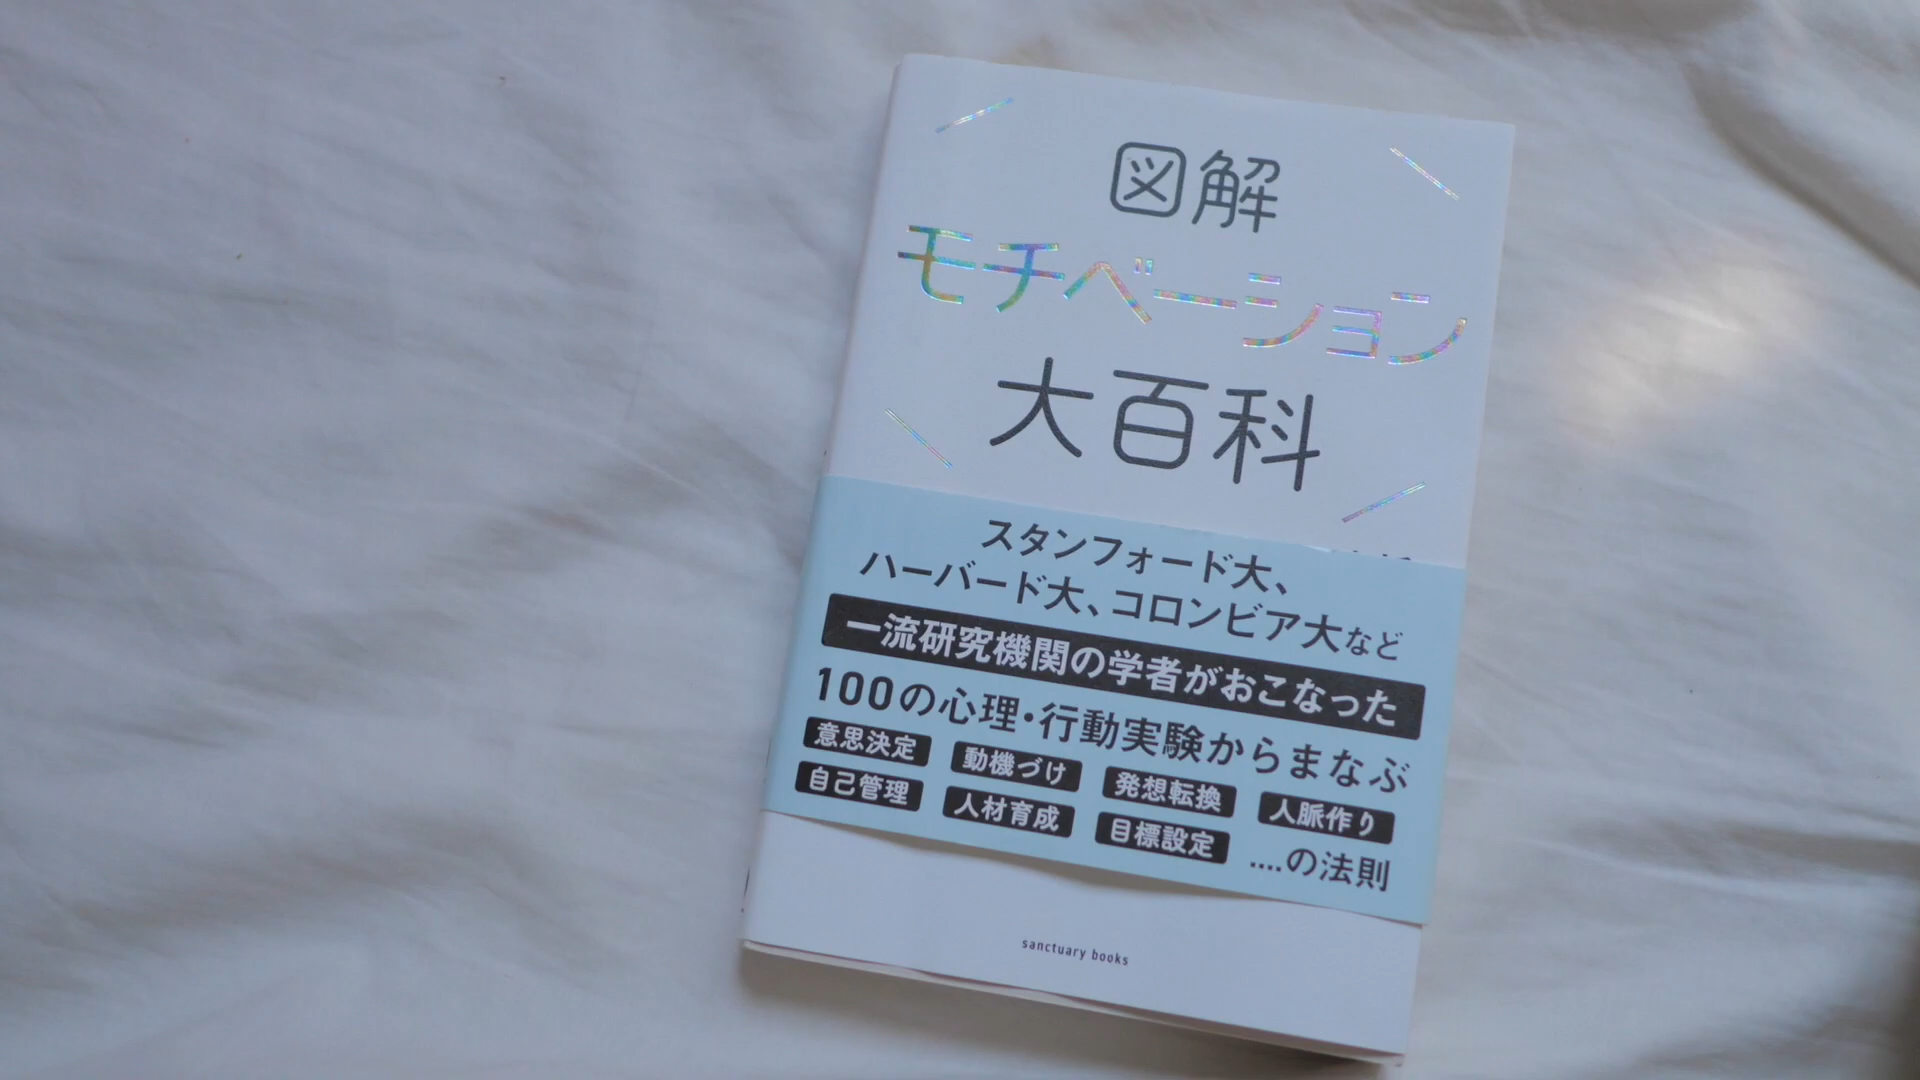 図解
モチベーション
大百科
スタンフォード大、
ハーバード大、コロンビア大など
一流研究機関の学者がおこなった
100の心理・行動実験からまなぶ
意思決定 動機づけ 発想転換 人脈作り
自己管理 人材育成 目標設定 ....の法則
sanctuary books